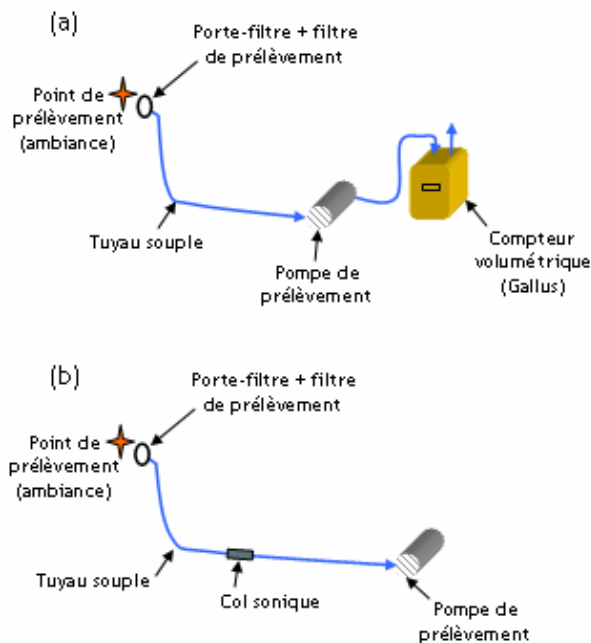 (a)
Porte-filtre + filtre
de prélèvement
Point de
prélèvement
(ambiance)
Tuyau souple
Pompe de
prélèvement
Compteur
volumétrique
(Gallus)
(b)
Porte-filtre + filtre
de prélèvement
Point de
prélèvement
(ambiance)
Tuyau souple
Col sonique
Pompe de
prélèvement